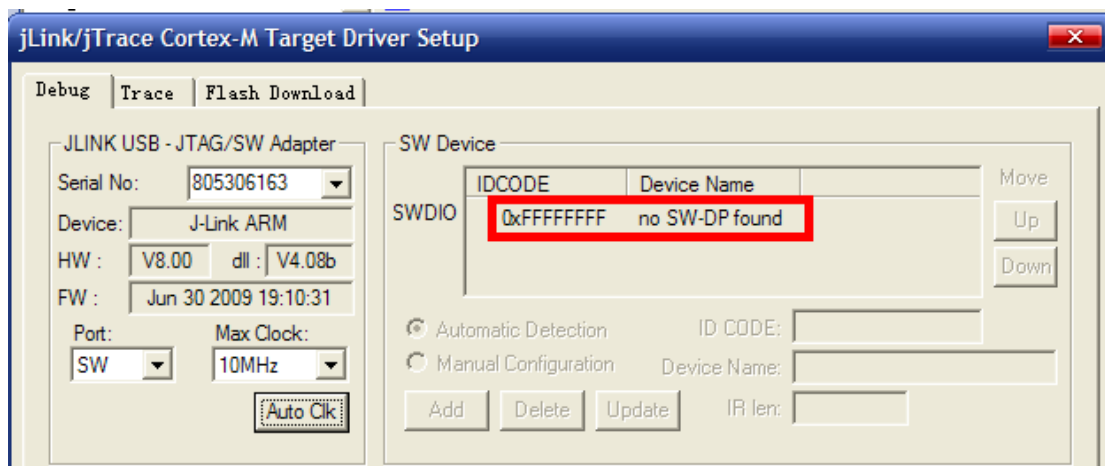 jLink/jTrace Cortex-M Target Driver Setup
Debug Trace Flash Download
JLINK USB - JTAG/SW Adapter
Serial No: 805306163
Device: J-Link ARM
HW : V8.00 dll : V4.08b
FW : Jun 30 2009 19:10:31
Port: Max Clock:
SW 10MHz
Auto Clk
SW Device
IDCODE Device Name
SWDIO 0xFFFFFFFF no SW-DP found
Move
Up
Down
Automatic Detection ID CODE:
Manual Configuration Device Name:
Add Delete Update IR len: